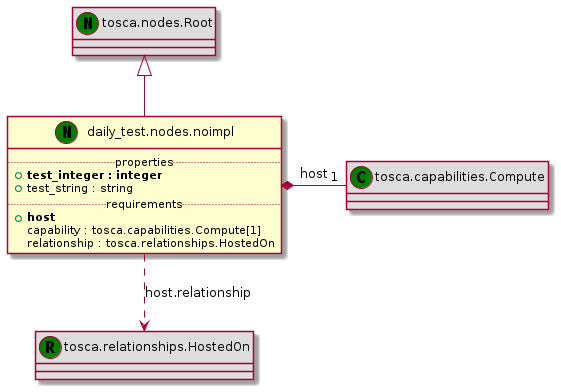 N tosca.nodes.Root
N daily_test.nodes.noimpl
properties
test_integer : integer
test_string : string
requirements
host
capability : tosca.capabilities.Compute[1]
relationship : tosca.relationships.HostedOn
host 1
C tosca.capabilities.Compute
host.relationship
R tosca.relationships.HostedOn